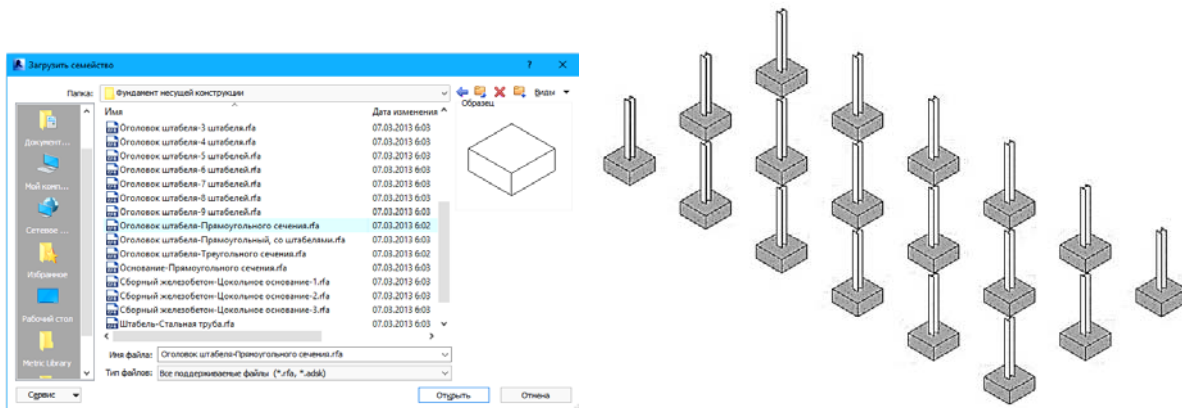 Загрузить семейство
? ×
Папка: Фундамент несущей конструкции Виды
Имя Дата изменения Образец
Оголовок штабеля-3 штабеля.rfa 07.03.2013 6:03
Оголовок штабеля-4 штабеля.rfa 07.03.2013 6:03
Оголовок штабеля-5 штабелей.rfa 07.03.2013 6:03
Оголовок штабеля-6 штабелей.rfa 07.03.2013 6:03
Оголовок штабеля-7 штабелей.rfa 07.03.2013 6:03
Оголовок штабеля-8 штабелей.rfa 07.03.2013 6:03
Оголовок штабеля-9 штабелей.rfa 07.03.2013 6:03
Оголовок штабеля-Прямоугольного сечения.rfa 07.03.2013 6:02
Оголовок штабеля-Прямоугольный, со штабелями.rfa 07.03.2013 6:03
Оголовок штабеля-Треугольного сечения.rfa 07.03.2013 6:02
Основание-Прямоугольного сечения.rfa 07.03.2013 6:03
Сборный железобетон-Цокольное основание-1.rfa 07.03.2013 6:03
Сборный железобетон-Цокольное основание-2.rfa 07.03.2013 6:03
Сборный железобетон-Цокольное основание-3.rfa 07.03.2013 6:03
Штабель-Стальная труба.rfa 07.03.2013 6:03
Документ...
Мой комп...
Сетевое ...
Избранное
Рабочий стол
Metric Library
Имя файла: Оголовок штабеля-Прямоугольного сечения.rfa
Тип файлов: Все поддерживаемые файлы (*.rfa, *.adsk)
Сервис Открыть Отмена